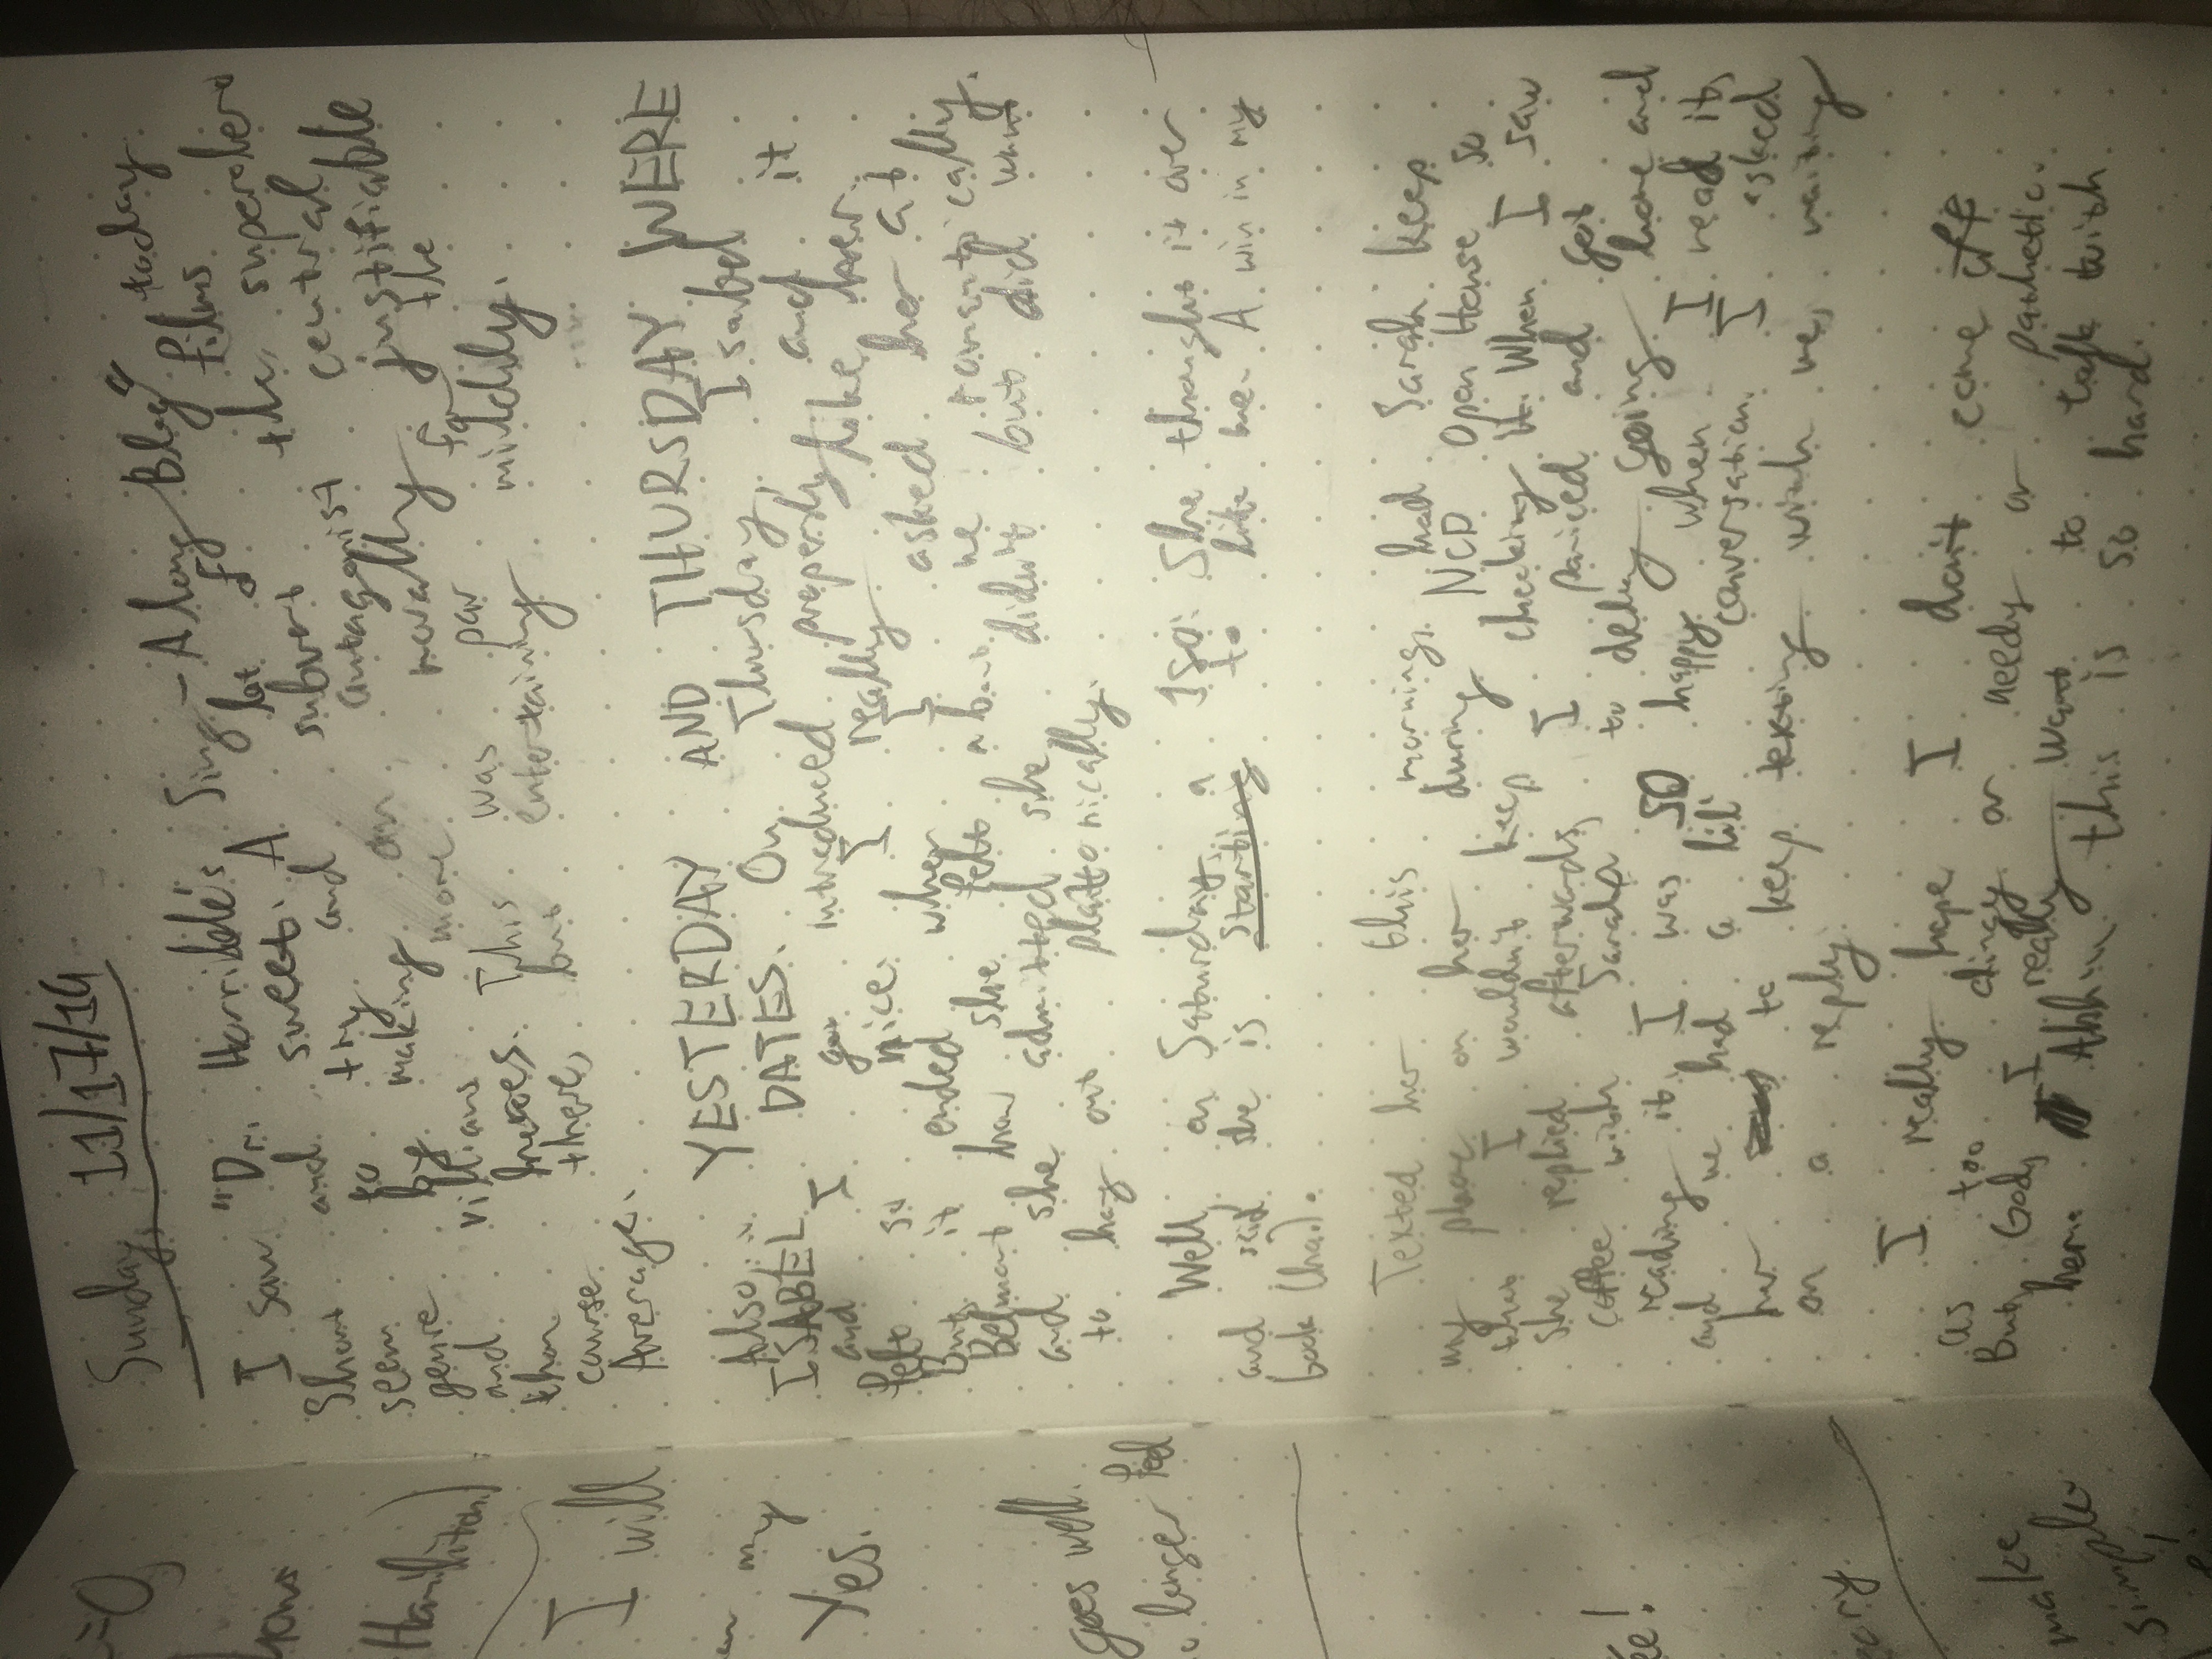 =0,
Hamilton)
I will
my
Yes.
goes well.
longer feel
make
simple
Sunday, 11/17/19
I saw "Dr. Horrible's Sing-Along Blog" today
Short and sweet. A lot of films
seem to try and subvert the superhero
genre by making an antagonist central
and villians more morally justifiable
than heroes. This was par for the
course there, but entertaining mildly.
Average.
Also, YESTERDAY AND THURSDAY WERE
ISABEL DATES. On Thursday, Isabel
and I got introduced properly and it
felt so nice. I really like her.
But, it ended when I asked her at
Belmont how she felt about me romantically,
and she admitted she didn't but did want
to hang out platonically.
Well, on Saturday, a 180: She thought it over
and said she is starting to like me. A win in my
book (ha.).
Texted her this morning, had Sarah keep
my phone on her during NCD Open House so
that I wouldn't keep checking it. When I saw
she replied afterwards, I paniced and got
coffee with Sarah to delay going home and
reading it. I was SO happy when I read it,
and we had a lil' conversation. I asked
her to keep texting with me, waiting
on a reply.
I really hope I don't come off
as too clingy or needy or pathetic.
But, God, I really want to talk with
her. Ahh... this is so hard.